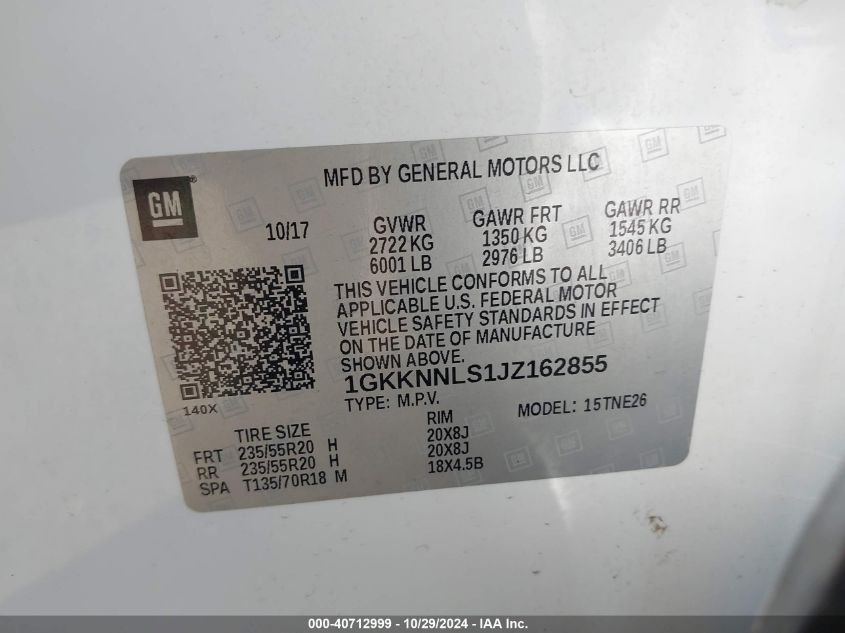 MFD BY GENERAL MOTORS LLC
GM®
10/17 GVWR GAWR FRT GAWR RR
2722 KG 1350 KG 1545 KG
6001 LB 2976 LB 3406 LB
THIS VEHICLE CONFORMS TO ALL
APPLICABLE U.S. FEDERAL MOTOR
VEHICLE SAFETY STANDARDS IN EFFECT
ON THE DATE OF MANUFACTURE
SHOWN ABOVE.
1GKKNNLS1JZ162855
140X TYPE: M.P.V. MODEL: 15TNE26
TIRE SIZE RIM
FRT 235/55R20 H 20X8J
RR 235/55R20 H 20X8J
SPA T135/70R18 M 18X4.5B
000-40712999 - 10/29/2024 - IAAI.com